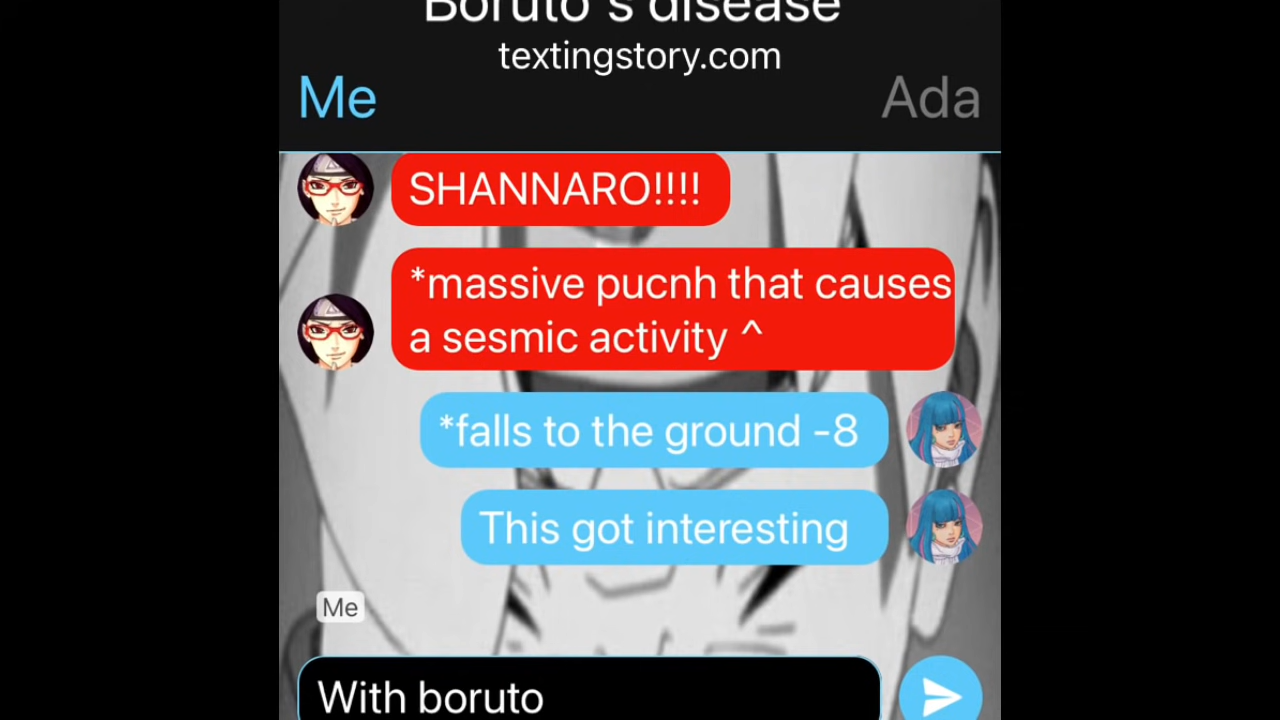 Boruto's disease
textingstory.com
Me
Ada
SHANNARO!!!!
*massive pucnh that causes
a sesmic activity ^
*falls to the ground -8
This got interesting
Me
With boruto